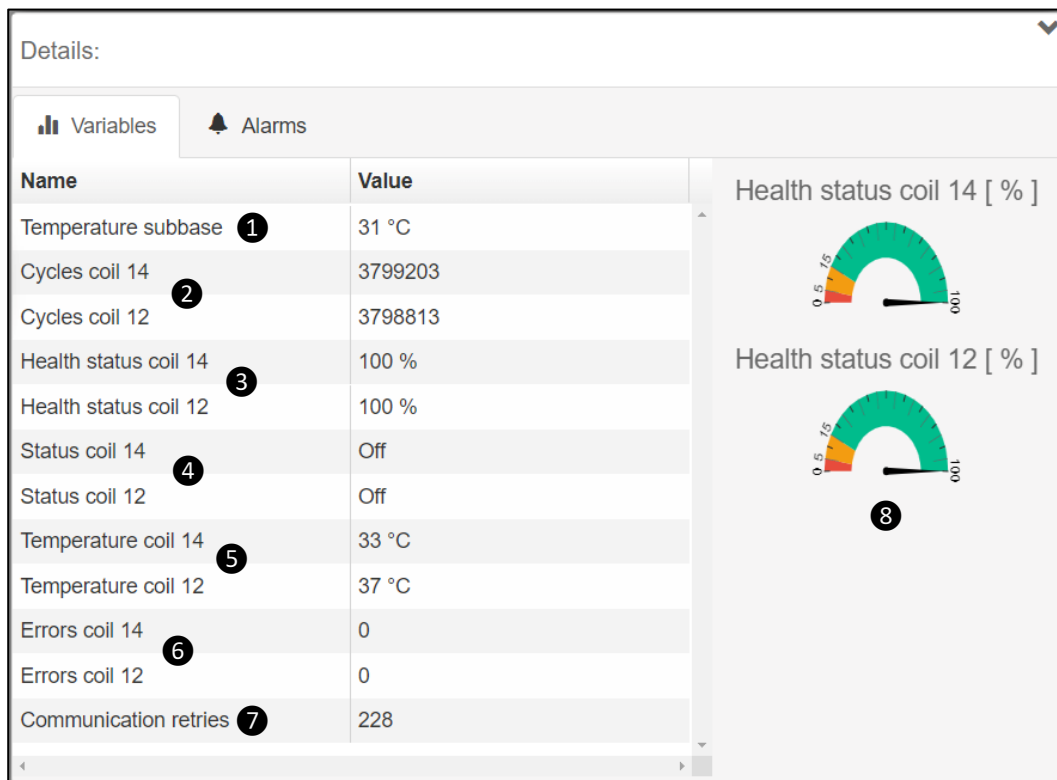 Details:
Variables Alarms
Name Value
Temperature subbase 1 31 °C
Cycles coil 14 3799203
2
Cycles coil 12 3798813
Health status coil 14 100 %
3
Health status coil 12 100 %
Status coil 14 Off
4
Status coil 12 Off
Temperature coil 14 33 °C
5
Temperature coil 12 37 °C
Errors coil 14 0
6
Errors coil 12 0
Communication retries 7 228
Health status coil 14 [ % ]
0 5 15 100
Health status coil 12 [ % ]
0 5 15 100
8